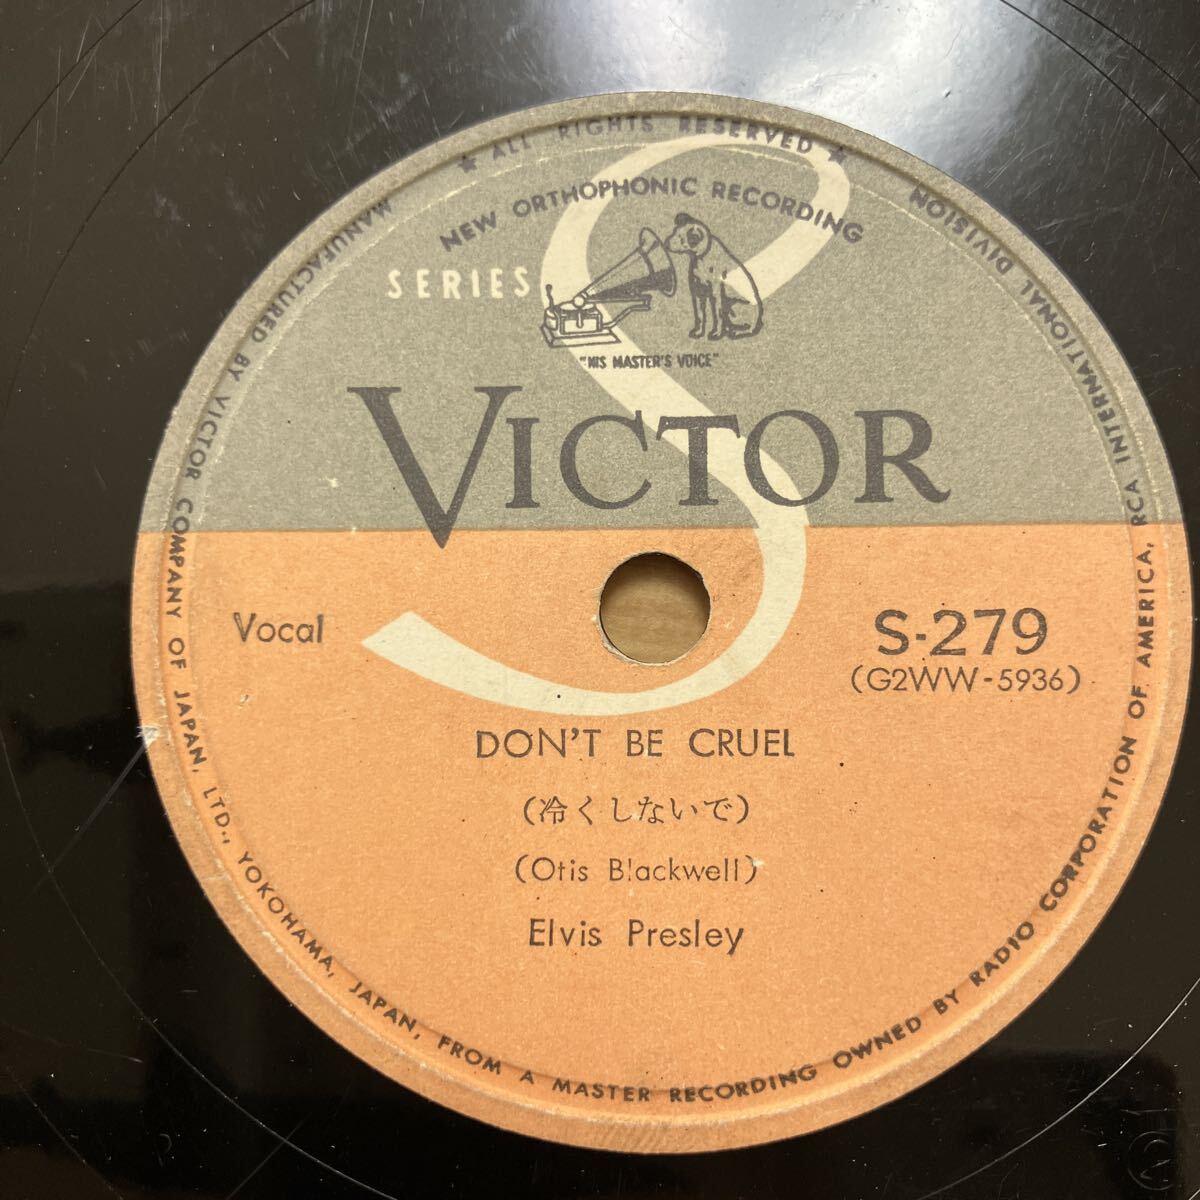 ★ ALL RIGHTS RESERVED ★
MANUFACTURED BY VICTOR COMPANY OF JAPAN, LTD., YOKOHAMA, JAPAN, FROM A MASTER RECORDING OWNED BY RADIO CORPORATION OF AMERICA, RCA INTERNATIONAL DIVISION
NEW ORTHOPHONIC RECORDING
S
SERIES
"HIS MASTER'S VOICE"
VICTOR
Vocal
S-279
(G2WW-5936)
DON'T BE CRUEL
(冷くしないで)
(Otis Blackwell)
Elvis Presley